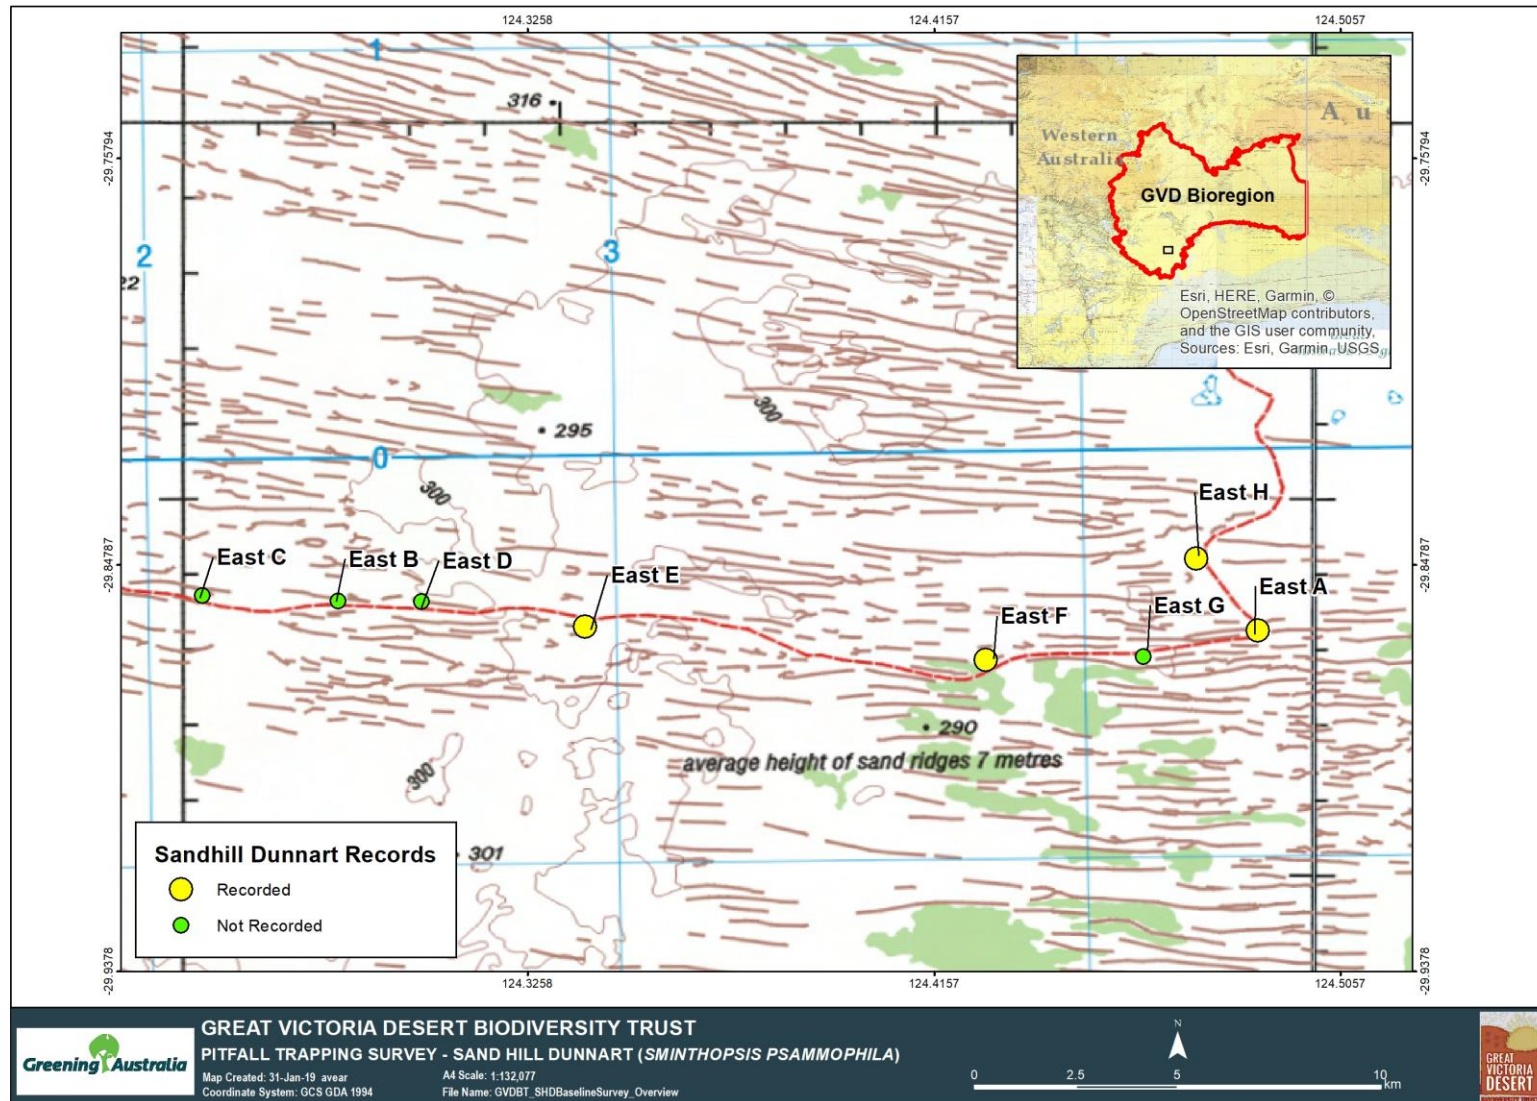 124.3258
124.4157
124.5057
-29.75794
-29.75794
-29.84787
-29.84787
-29.9378
-29.9378
124.3258
124.4157
124.5057
1
2
3
0
316
22
295
300
300
300
290
301
average height of sand ridges 7 metres
East C
East B
East D
East E
East F
East G
East H
East A
Western
Australia
A u
GVD Bioregion
Esri, HERE, Garmin, ©
OpenStreetMap contributors,
and the GIS user community,
Sources: Esri, Garmin, USGS
Sandhill Dunnart Records
Recorded
Not Recorded
Greening Australia
GREAT VICTORIA DESERT BIODIVERSITY TRUST
PITFALL TRAPPING SURVEY - SAND HILL DUNNART (SMINTHOPSIS PSAMMOPHILA)
Map Created: 31-Jan-19 avear
A4 Scale: 1:132,077
Coordinate System: GCS GDA 1994
File Name: GVDBT_SHDBaselineSurvey_Overview
N
0
2.5
5
10
km
GREAT
VICTORIA
DESERT